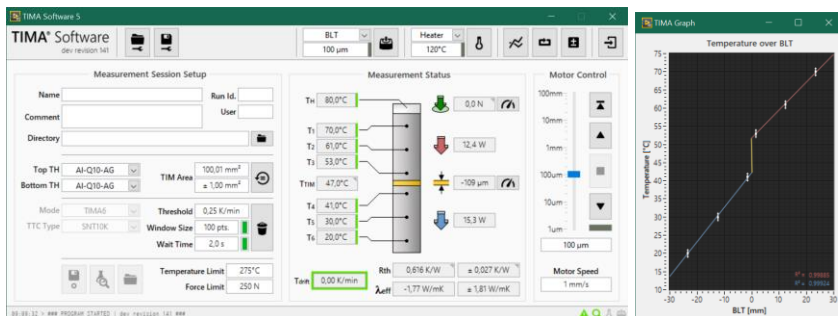 TIMA Software 5
TIMA® Software
dev revision 141
BLT
100 µm
Heater
120°C
Measurement Session Setup
Name
Run Id.
Comment
User
Directory
Top TH
AI-Q10-AG
Bottom TH
AI-Q10-AG
TIM Area
100,01 mm²
± 1,00 mm²
Mode
TIMA6
TTC Type
SNT10K
Threshold
0,25 K/min
Window Size
100 pts.
Wait Time
2,0 s
Temperature Limit
275°C
Force Limit
250 N
Measurement Status
TH 80,0°C
0,0 N
T1 70,0°C
T2 61,0°C
12,4 W
T3 53,0°C
TTIM 47,0°C
-109 µm
T4 41,0°C
T5 30,0°C
15,3 W
T6 20,0°C
Tdrift 0,00 K/min
Rth 0,616 K/W ± 0,027 K/W
λeff -1,77 W/mK ± 1,81 W/mK
Motor Control
100mm
10mm
1mm
100um
10um
1um
100 µm
Motor Speed
1 mm/s
### PROGRAM STARTED | dev revision 141 ###
TIMA Graph
Temperature over BLT
Temperature [°C]
75
70
65
60
55
50
45
40
35
30
25
20
15
10
-30 -20 -10 0 10 20 30
BLT [mm]